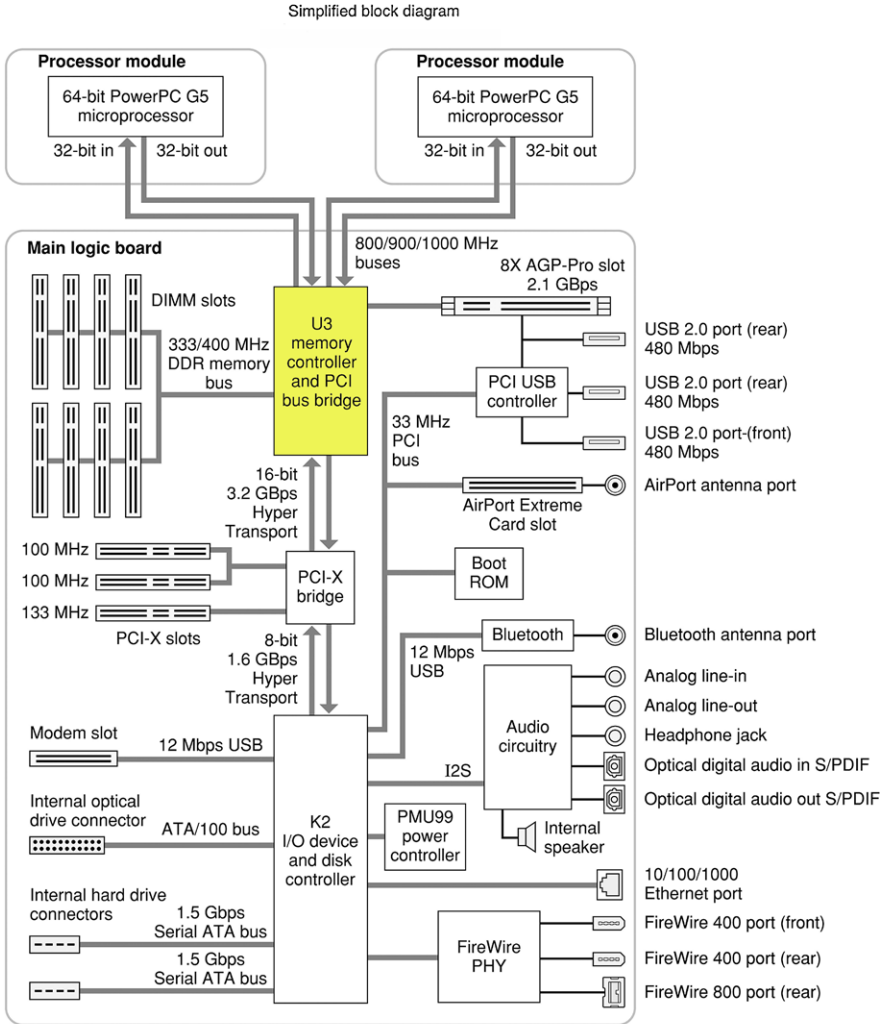 Simplified block diagram
Processor module
64-bit PowerPC G5
microprocessor
32-bit in
32-bit out
Processor module
64-bit PowerPC G5
microprocessor
32-bit in
32-bit out
Main logic board
800/900/1000 MHz
buses
8X AGP-Pro slot
2.1 GBps
DIMM slots
333/400 MHz
DDR memory
bus
U3
memory
controller
and PCI
bus bridge
USB 2.0 port (rear)
480 Mbps
PCI USB
controller
USB 2.0 port (rear)
480 Mbps
33 MHz
PCI
bus
USB 2.0 port-(front)
480 Mbps
16-bit
3.2 GBps
Hyper
Transport
AirPort Extreme
Card slot
AirPort antenna port
100 MHz
100 MHz
133 MHz
PCI-X slots
PCI-X
bridge
Boot
ROM
8-bit
1.6 GBps
Hyper
Transport
12 Mbps
USB
Bluetooth
Bluetooth antenna port
Audio
circuitry
Analog line-in
Analog line-out
Headphone jack
Optical digital audio in S/PDIF
Optical digital audio out S/PDIF
Modem slot
12 Mbps USB
I2S
Internal optical
drive connector
ATA/100 bus
K2
I/O device
and disk
controller
PMU99
power
controller
Internal
speaker
10/100/1000
Ethernet port
Internal hard drive
connectors
1.5 Gbps
Serial ATA bus
1.5 Gbps
Serial ATA bus
FireWire
PHY
FireWire 400 port (front)
FireWire 400 port (rear)
FireWire 800 port (rear)